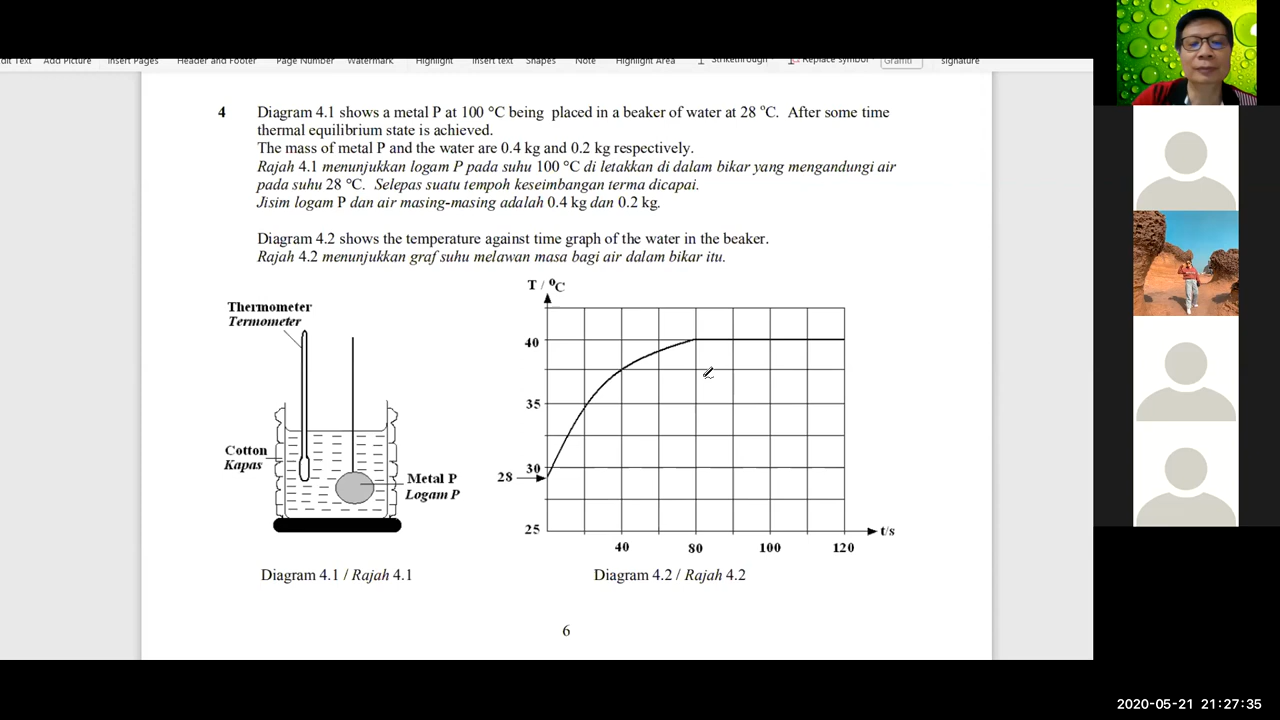 dit Text Add Picture Insert Pages Header and Footer Page Number Watermark Highlight Insert text Shapes Note Highlight Area Strikethrough Replace symbol Graffiti signature
4 Diagram 4.1 shows a metal P at 100 °C being placed in a beaker of water at 28 °C. After some time
thermal equilibrium state is achieved.
The mass of metal P and the water are 0.4 kg and 0.2 kg respectively.
Rajah 4.1 menunjukkan logam P pada suhu 100 °C di letakkan di dalam bikar yang mengandungi air
pada suhu 28 °C. Selepas suatu tempoh keseimbangan terma dicapai.
Jisim logam P dan air masing-masing adalah 0.4 kg dan 0.2 kg.
Diagram 4.2 shows the temperature against time graph of the water in the beaker.
Rajah 4.2 menunjukkan graf suhu melawan masa bagi air dalam bikar itu.
Thermometer
Termometer
Cotton
Kapas
Metal P
Logam P
Diagram 4.1 / Rajah 4.1
T / °C
40
35
30
28
25
40 80 100 120
t/s
Diagram 4.2 / Rajah 4.2
6
2020-05-21 21:27:35